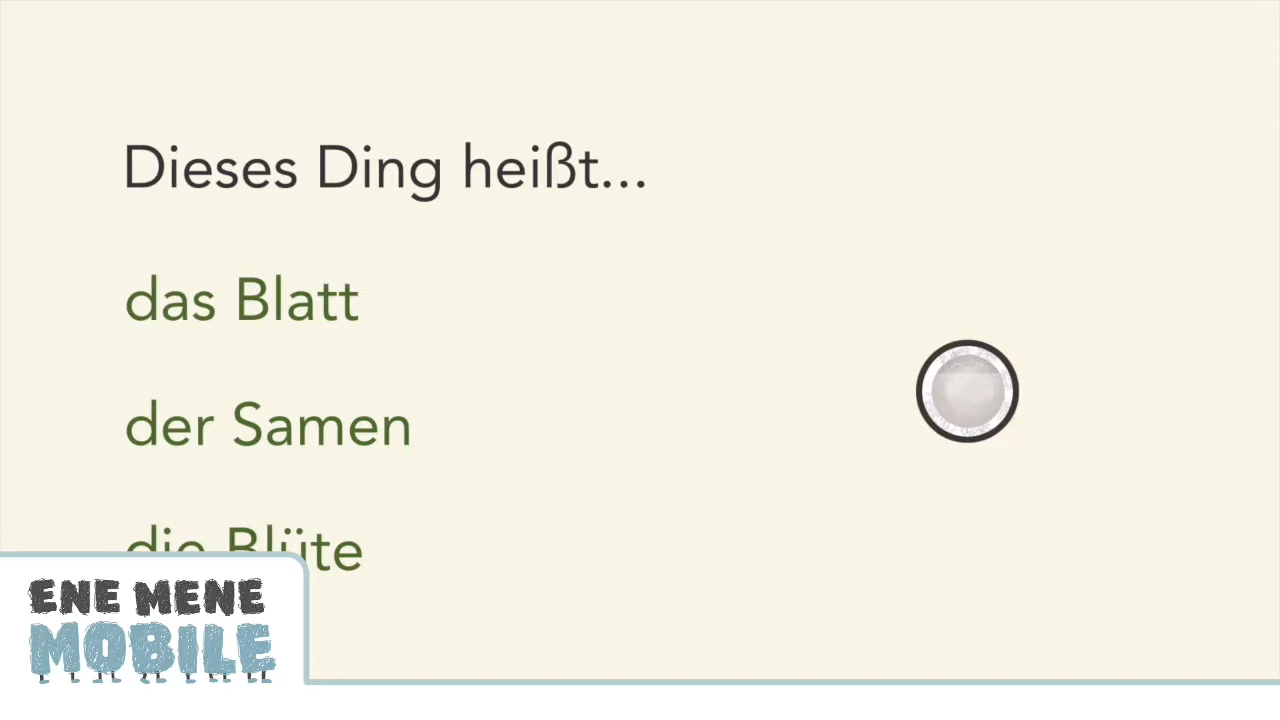 Dieses Ding heißt...
das Blatt
der Samen
die Blüte
ENE MENE
MOBILE